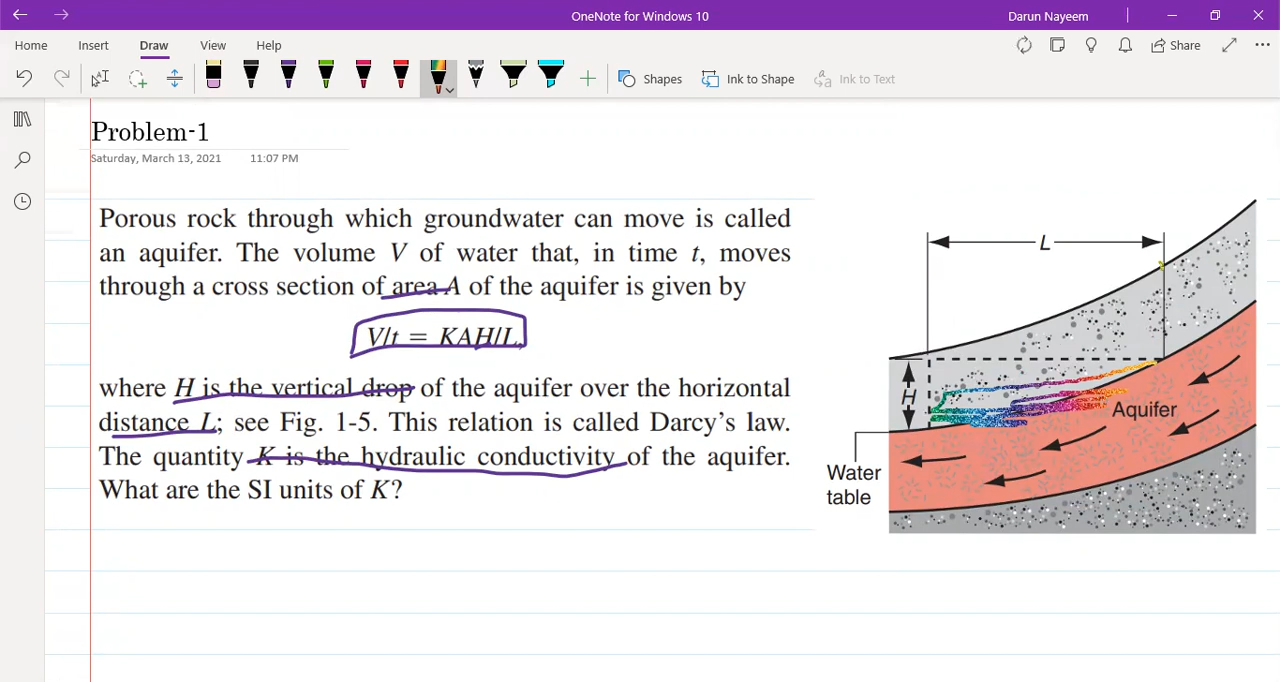 OneNote for Windows 10
Darun Nayeem
Home Insert Draw View Help
Share
Shapes Ink to Shape Ink to Text
Problem-1
Saturday, March 13, 2021 11:07 PM
Porous rock through which groundwater can move is called
an aquifer. The volume V of water that, in time t, moves
through a cross section of area A of the aquifer is given by
V/t = KAH/L,
where H is the vertical drop of the aquifer over the horizontal
distance L; see Fig. 1-5. This relation is called Darcy's law.
The quantity K is the hydraulic conductivity of the aquifer.
What are the SI units of K?
L
H
Aquifer
Water
table